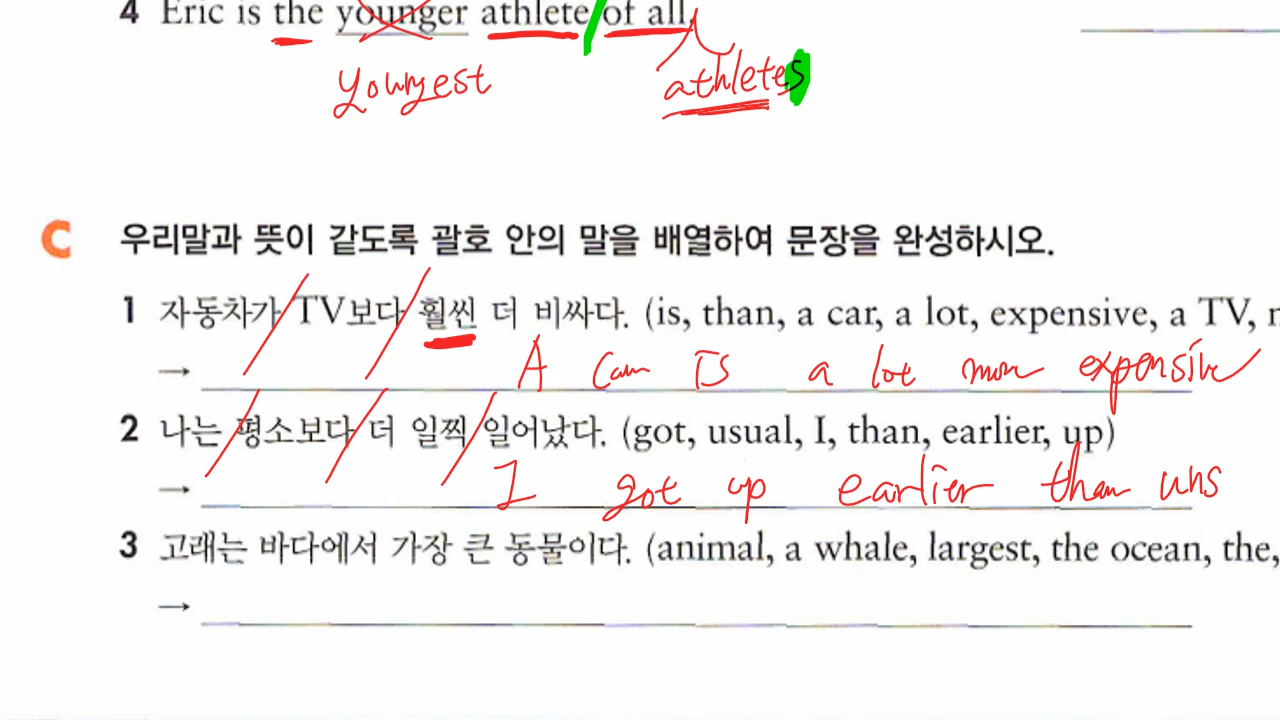 4 Eric is the younger athlete of all
youngest athletes
C 우리말과 뜻이 같도록 괄호 안의 말을 배열하여 문장을 완성하시오.
1 자동차가 TV보다 훨씬 더 비싸다. (is, than, a car, a lot, expensive, a TV,
→ A car is a lot more expensive
2 나는 평소보다 더 일찍 일어났다. (got, usual, I, than, earlier, up)
→ I got up earlier than
3 고래는 바다에서 가장 큰 동물이다. (animal, a whale, largest, the ocean, the,
→